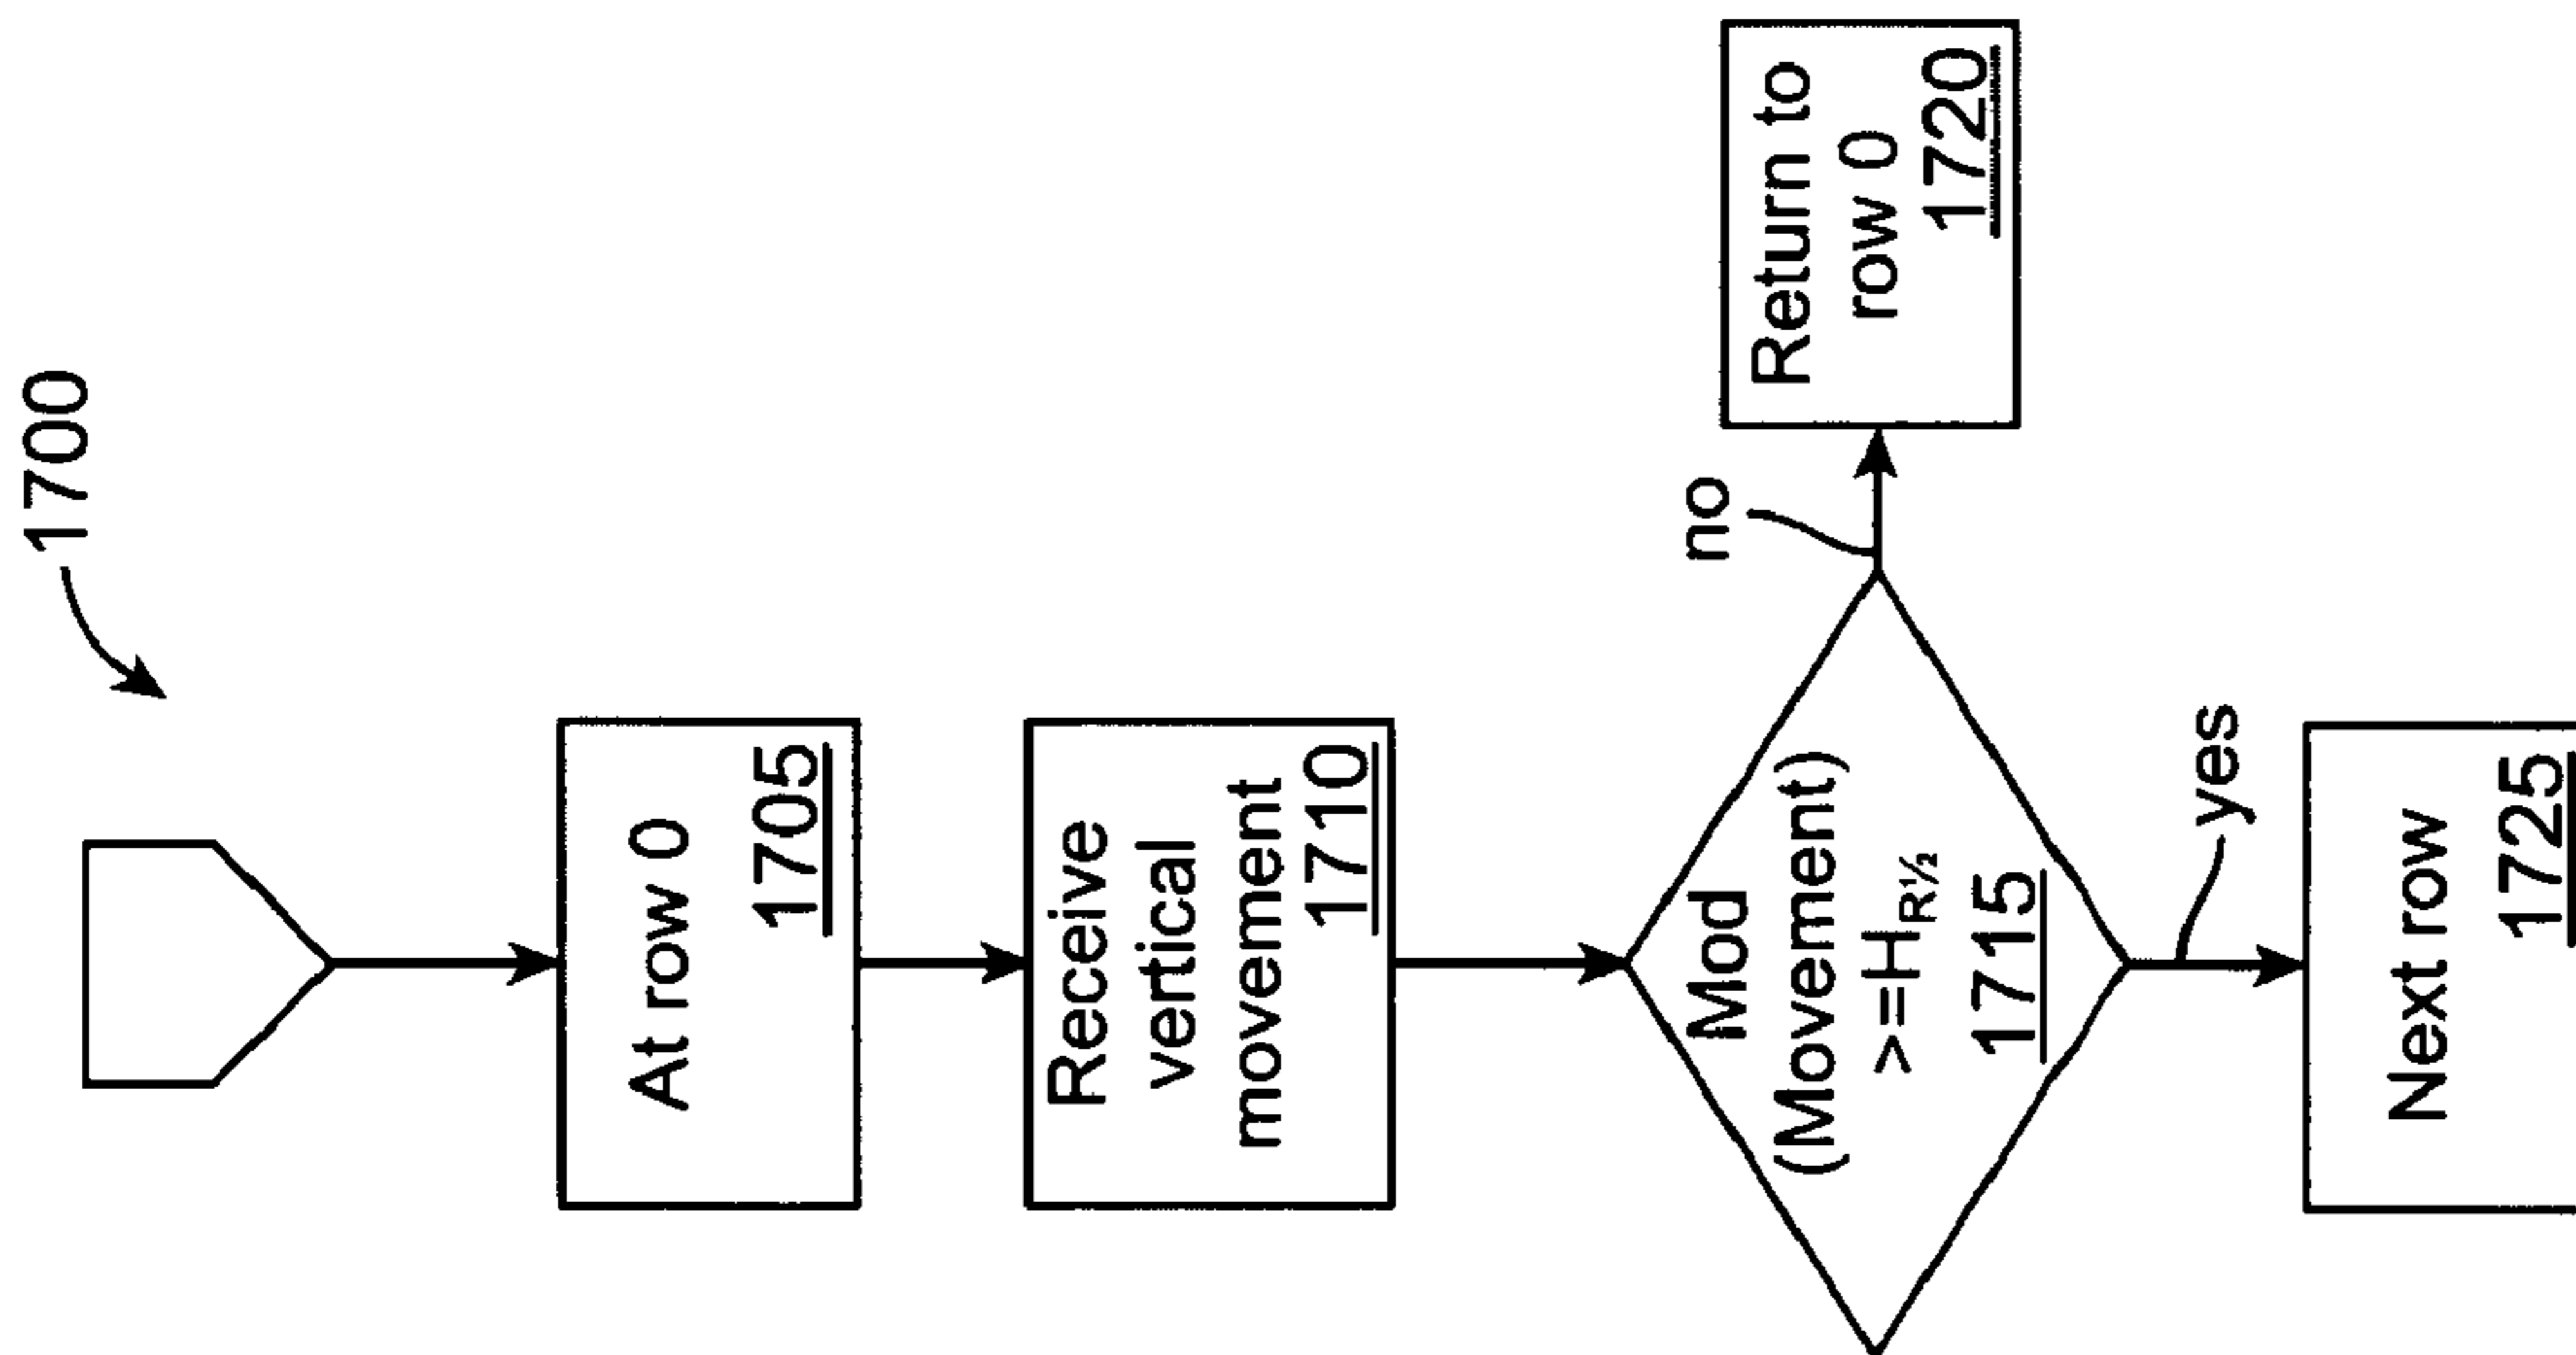 1700
At row 0
1705
Receive
vertical
movement
1710
Mod
(Movement)
>=HR½
1715
no
Return to
row 0
1720
yes
Next row
1725